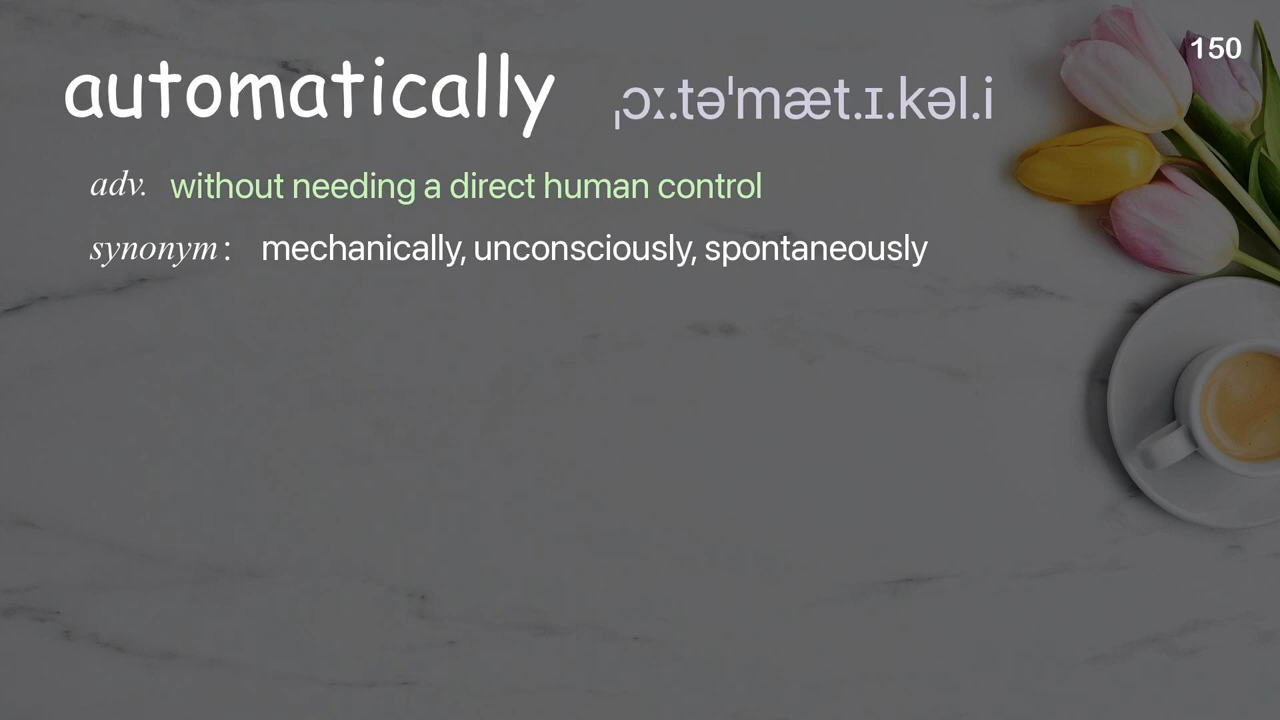 150
automatically ˌɔː.təˈmæt.ɪ.kəl.i
adv. without needing a direct human control
synonym : mechanically, unconsciously, spontaneously